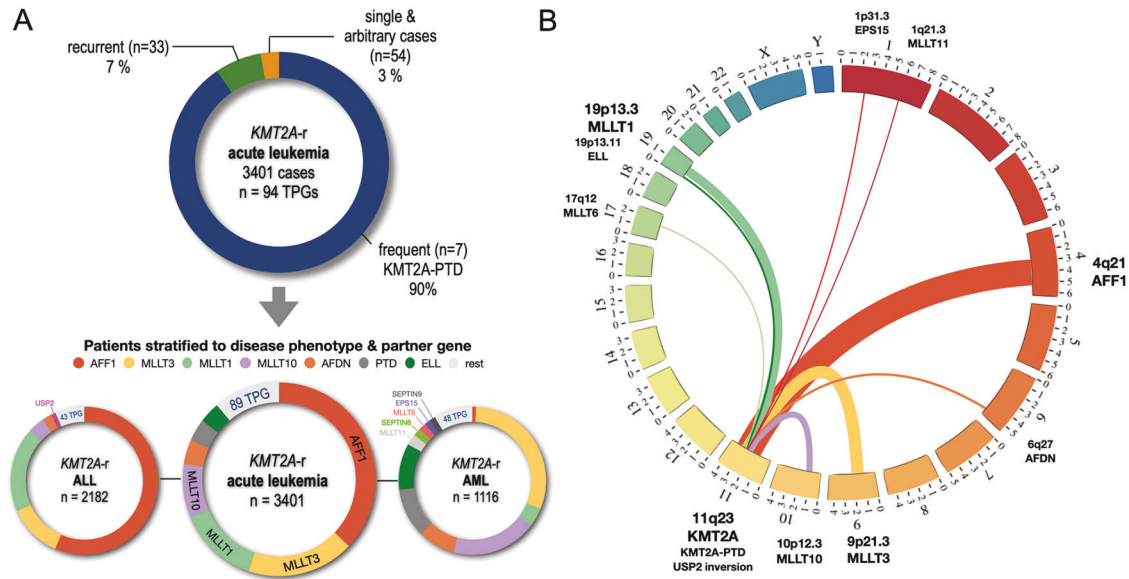 A
recurrent (n=33)
7 %
single &
arbitrary cases
(n=54)
3 %
KMT2A-r
acute leukemia
3401 cases
n = 94 TPGs
frequent (n=7)
KMT2A-PTD
90%
Patients stratified to disease phenotype & partner gene
AFF1 MLLT3 MLLT1 MLLT10 AFDN PTD ELL rest
USP2
43 TPG
KMT2A-r
ALL
n = 2182
89 TPG
AFF1
MLLT3
MLLT1
MLLT10
KMT2A-r
acute leukemia
n = 3401
SEPTIN9
EPS15
MLLT6
SEPTIN6
MLLT11
48 TPG
KMT2A-r
AML
n = 1116
B
1p31.3
EPS15
1q21.3
MLLT11
19p13.3
MLLT1
19p13.11
ELL
17q12
MLLT6
4q21
AFF1
6q27
AFDN
9p21.3
MLLT3
10p12.3
MLLT10
11q23
KMT2A
KMT2A-PTD
USP2 inversion
1
2
3
4
5
6
7
8
9
10
11
12
13
14
15
16
17
18
19
20
21
22
X
Y